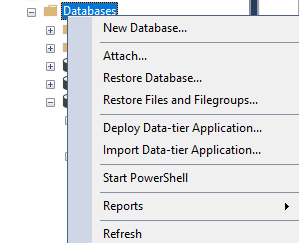 Databases
New Database...
Attach...
Restore Database...
Restore Files and Filegroups...
Deploy Data-tier Application...
Import Data-tier Application...
Start PowerShell
Reports
Refresh